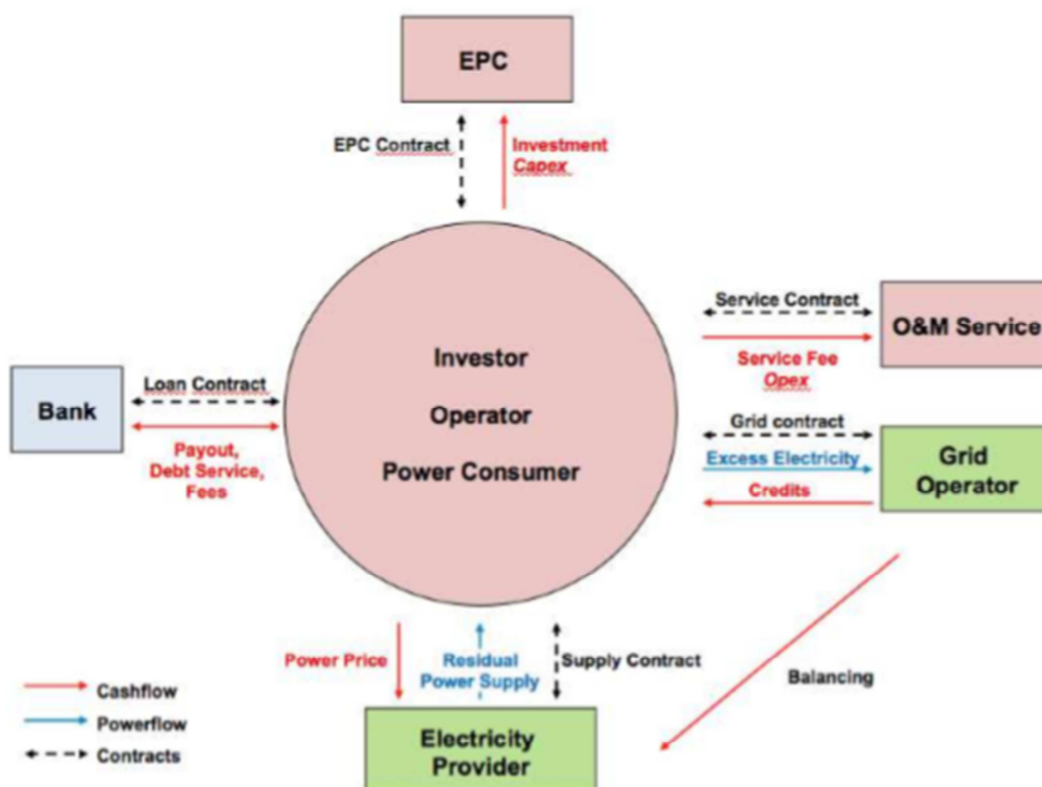 EPC
EPC Contract
Investment
Capex
Service Contract
O&M Service
Service Fee
Opex
Investor
Operator
Power Consumer
Bank
Loan Contract
Payout,
Debt Service,
Fees
Grid contract
Excess Electricity
Credits
Grid
Operator
Power Price
Residual
Power Supply
Supply Contract
Balancing
Cashflow
Powerflow
Contracts
Electricity
Provider